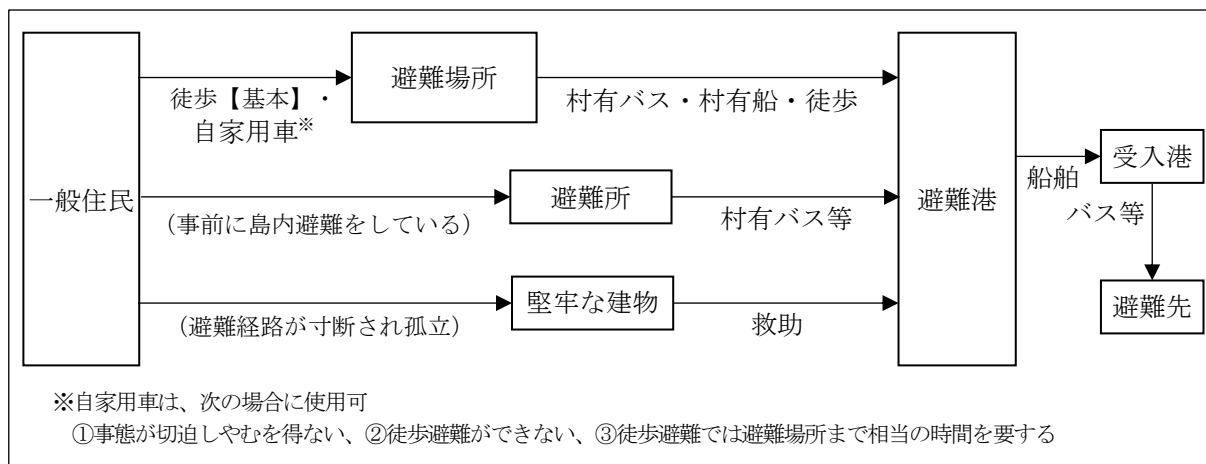 一般住民
徒歩【基本】・
自家用車※
避難場所
村有バス・村有船・徒歩
(事前に島内避難をしている)
避難所
村有バス等
(避難経路が寸断され孤立)
堅牢な建物
救助
避難港
船舶
受入港
バス等
避難先
※自家用車は、次の場合に使用可
①事態が切迫しやむを得ない、②徒歩避難ができない、③徒歩避難では避難場所まで相当の時間を要する